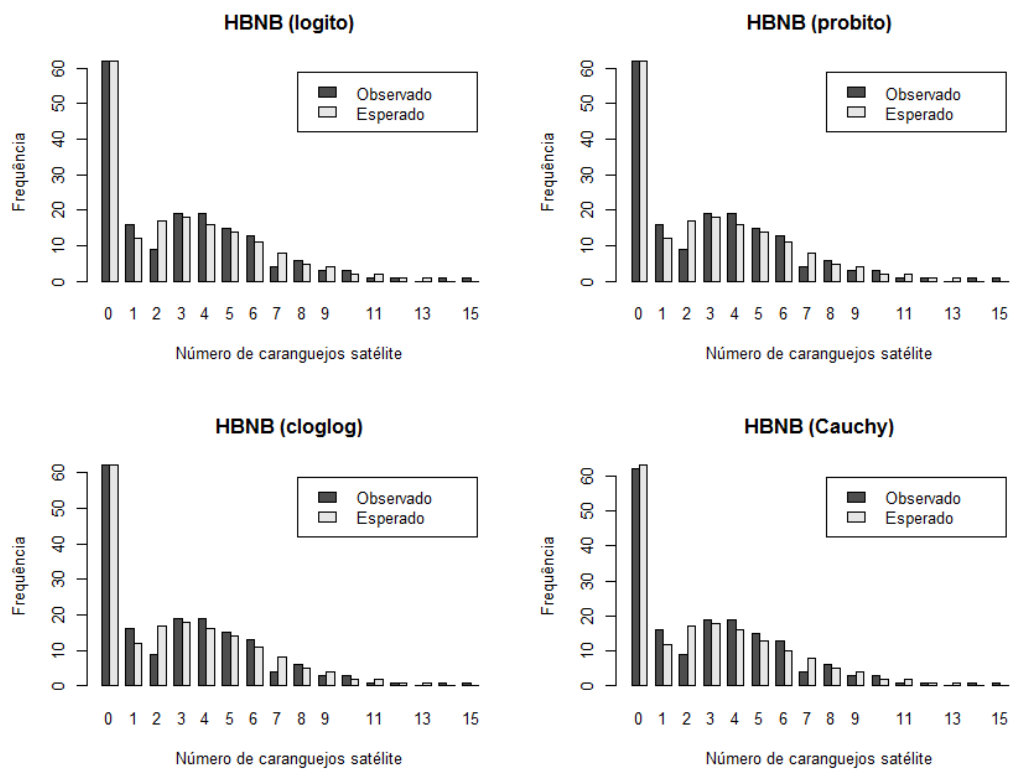 HBNB (logito)
Frequência
60
50
40
30
20
10
0
Observado
Esperado
0 1 2 3 4 5 6 7 8 9 11 13 15
Número de caranguejos satélite
HBNB (probito)
Frequência
60
50
40
30
20
10
0
Observado
Esperado
0 1 2 3 4 5 6 7 8 9 11 13 15
Número de caranguejos satélite
HBNB (cloglog)
Frequência
60
50
40
30
20
10
0
Observado
Esperado
0 1 2 3 4 5 6 7 8 9 11 13 15
Número de caranguejos satélite
HBNB (Cauchy)
Frequência
60
50
40
30
20
10
0
Observado
Esperado
0 1 2 3 4 5 6 7 8 9 11 13 15
Número de caranguejos satélite